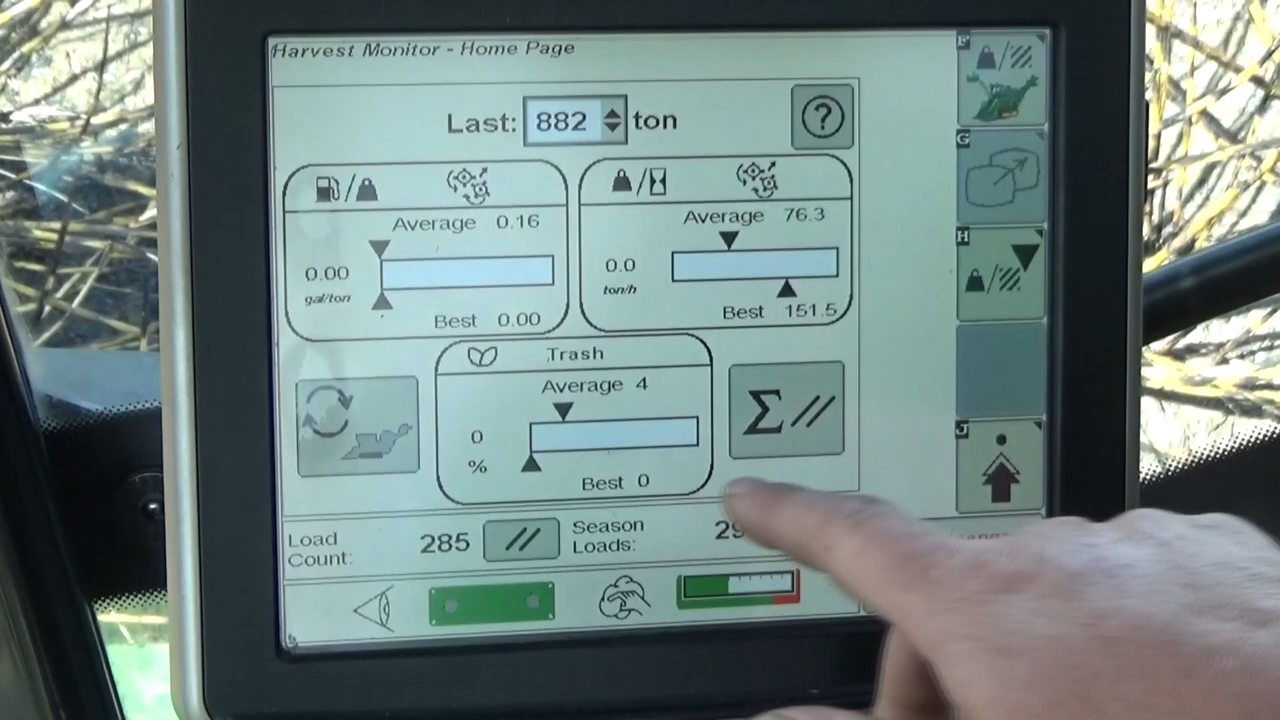 Harvest Monitor - Home Page
Last: 882 ton
?
Average 0.16
0.00
gal/ton
Best 0.00
Average 76.3
0.0
ton/h
Best 151.5
Trash
Average 4
0
%
Best 0
Σ//
Load Count: 285
//
Season Loads:
F
G
H
J